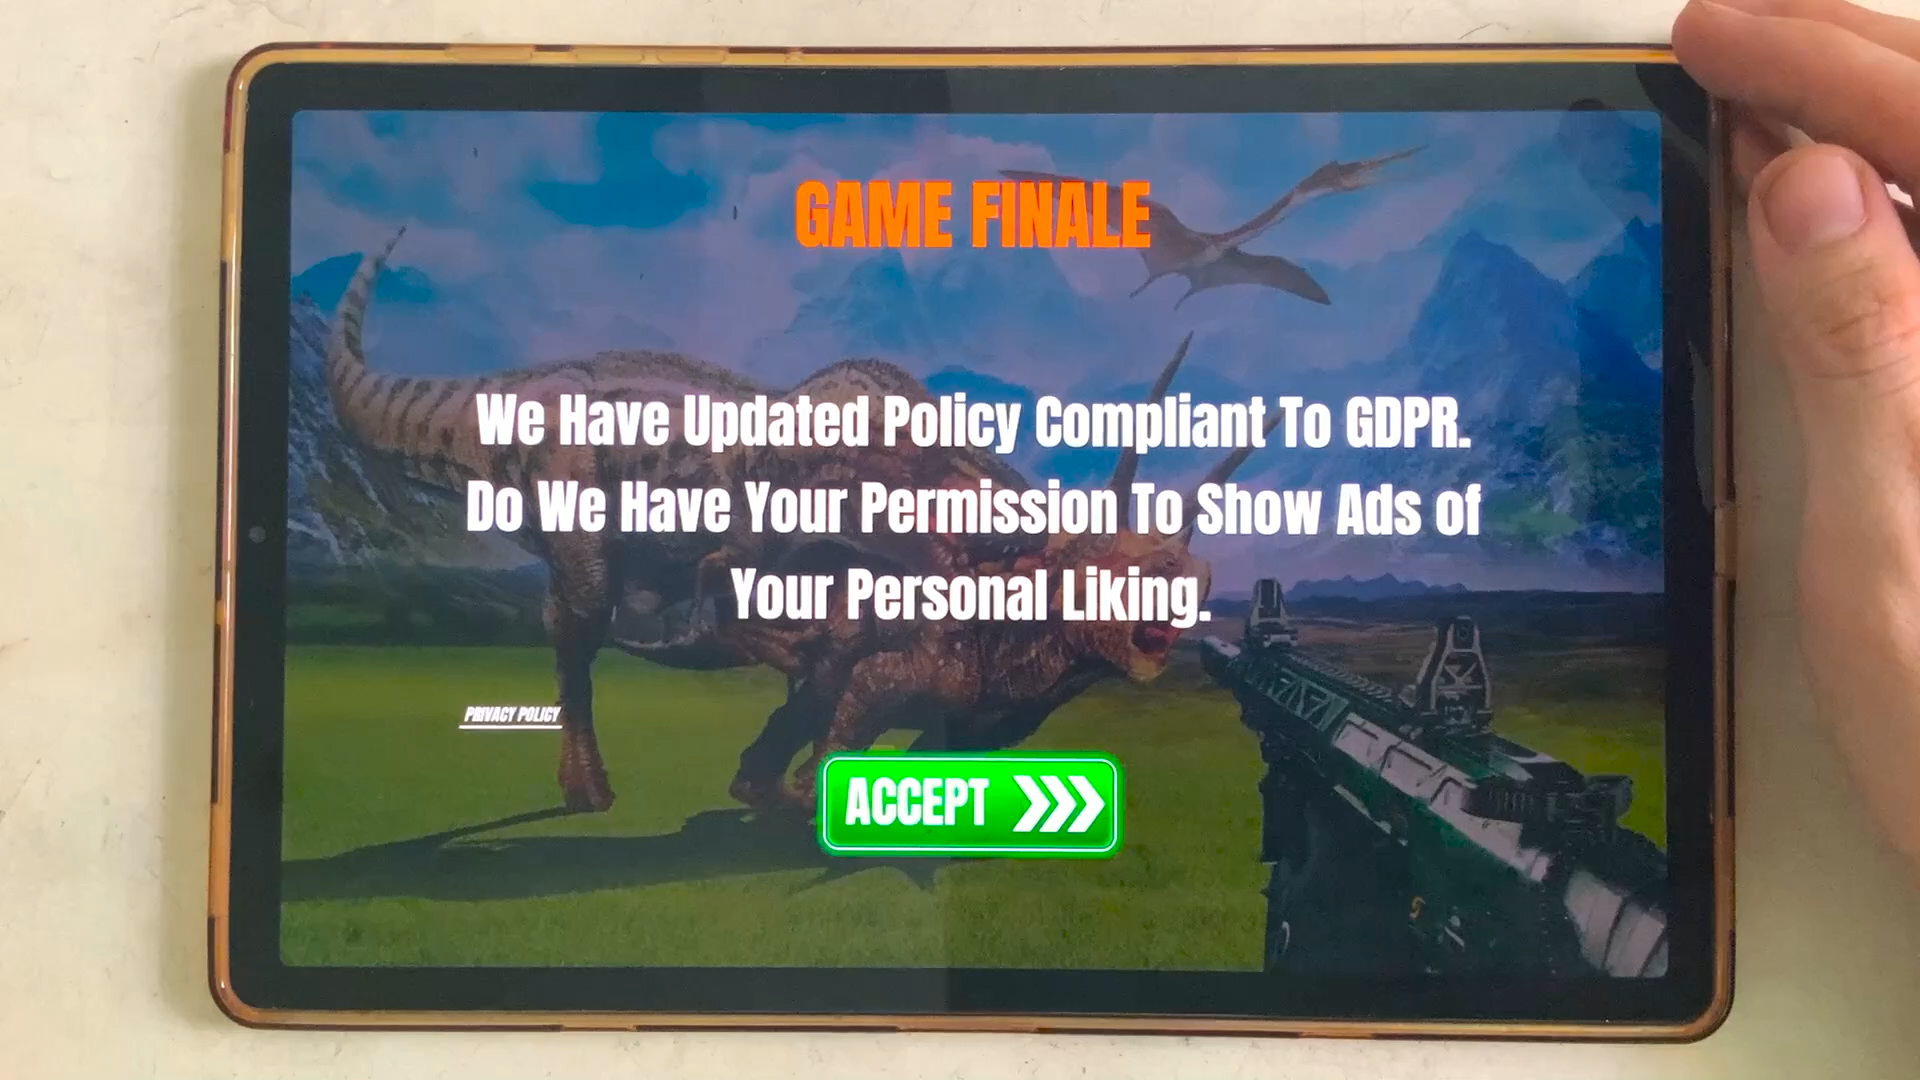 GAME FINALE
We Have Updated Policy Compliant To GDPR.
Do We Have Your Permission To Show Ads of
Your Personal Liking.
PRIVACY POLICY
ACCEPT